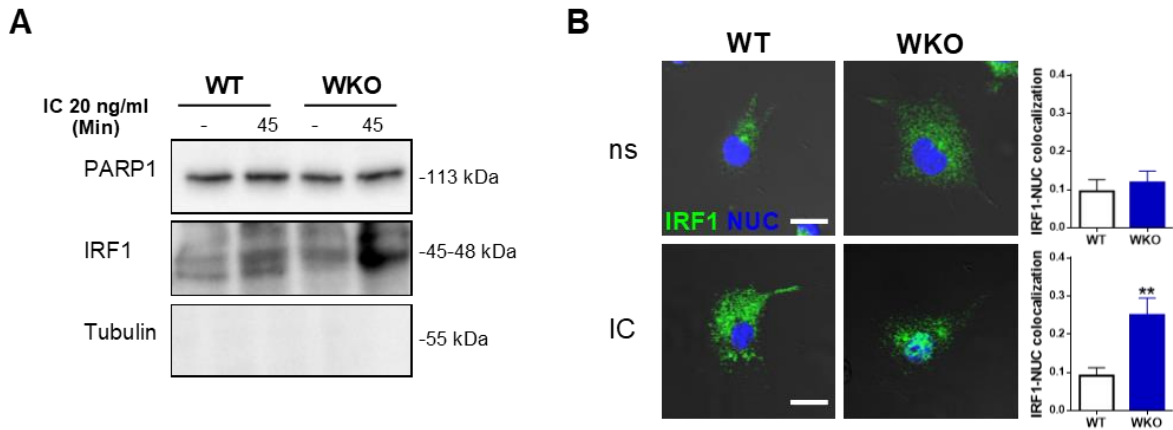 A
WT WKO
IC 20 ng/ml
(Min)
- 45 - 45
PARP1
-113 kDa
IRF1
-45-48 kDa
Tubulin
-55 kDa
B
WT WKO
ns
IRF1 NUC
IC
IRF1-NUC colocalization
0.4
0.3
0.2
0.1
0.0
WT WKO
IRF1-NUC colocalization
0.4
0.3
0.2
0.1
0.0
**
WT WKO